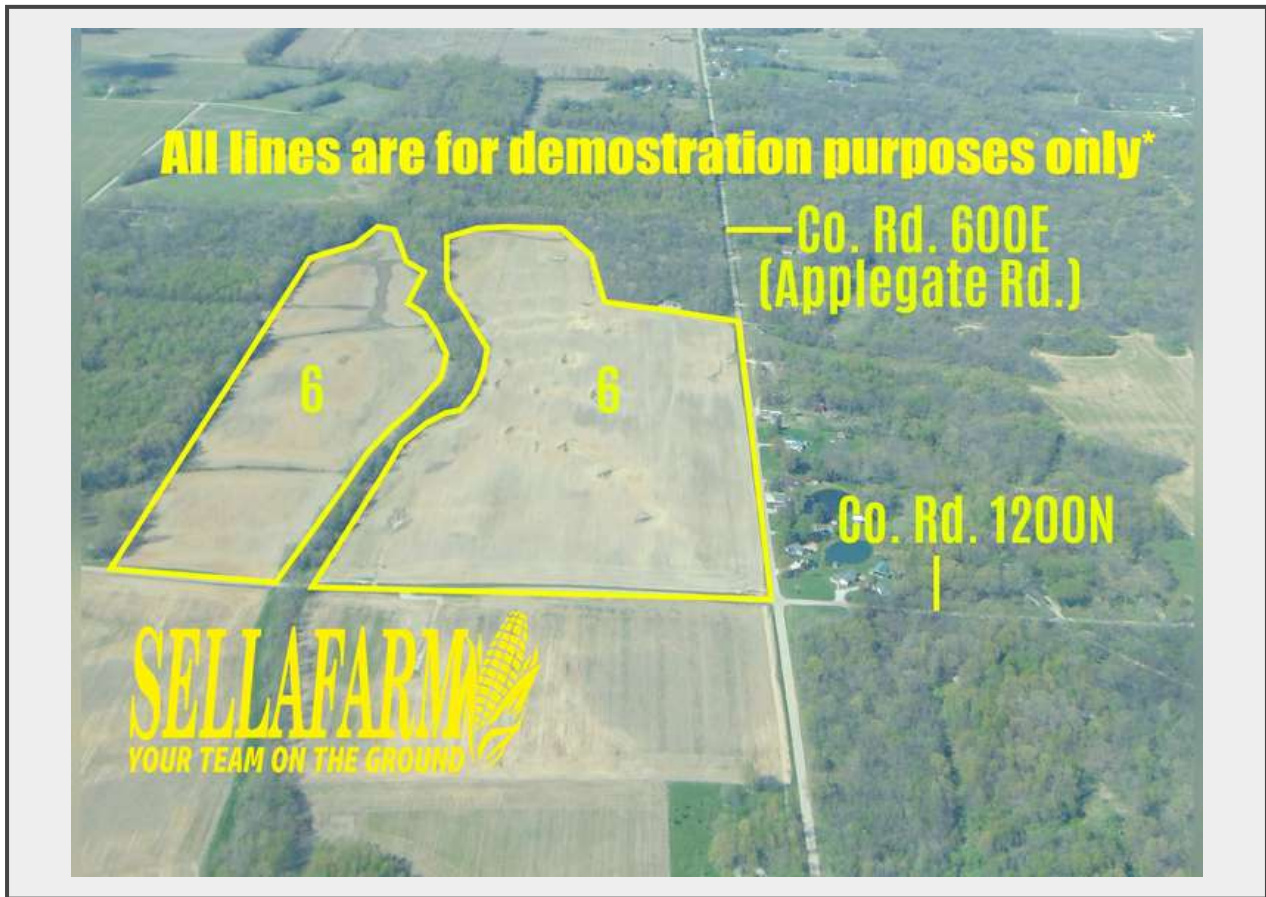 All lines are for demostration purposes only*
Co. Rd. 600E
(Applegate Rd.)
6
6
Co. Rd. 1200N
SELLAFARM
YOUR TEAM ON THE GROUND